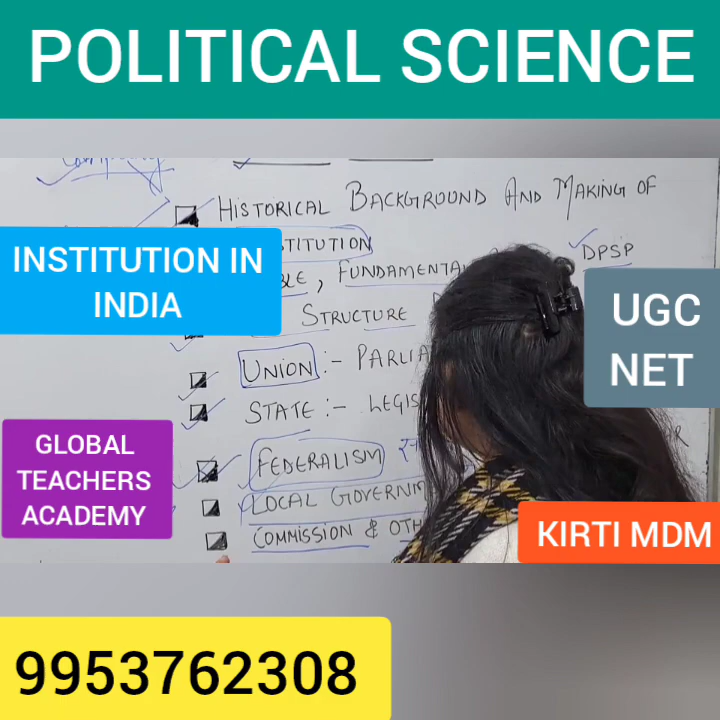 POLITICAL SCIENCE
HISTORICAL BACKGROUND AND MAKING OF
DPSP
INSTITUTION IN
INDIA
FUNDAMENTA
STRUCTURE
UGC
NET
UNION :- PARLIA
STATE :- LEGIS
GLOBAL
TEACHERS
ACADEMY
FEDERALISM
LOCAL GOVERNM
COMMISSION & OTH
KIRTI MDM
9953762308